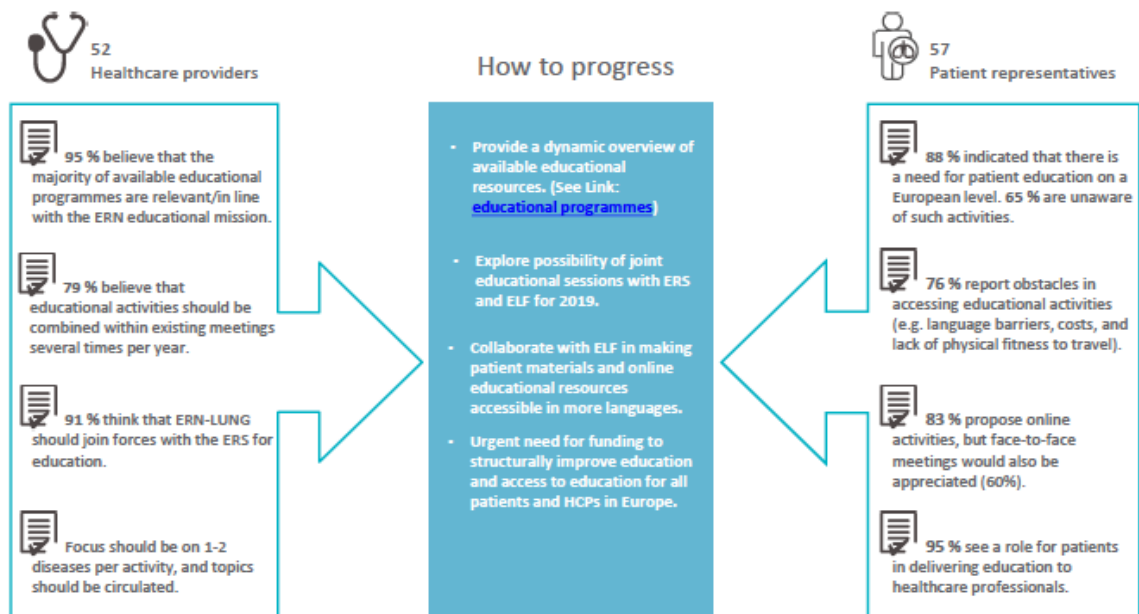 52
Healthcare providers
95 % believe that the
majority of available educational
programmes are relevant/in line
with the ERN educational mission.
79 % believe that
educational activities should be
combined within existing meetings
several times per year.
91 % think that ERN-LUNG
should join forces with the ERS for
education.
Focus should be on 1-2
diseases per activity, and topics
should be circulated.
How to progress
• Provide a dynamic overview of
available educational
resources. (See Link:
educational programmes)
• Explore possibility of joint
educational sessions with ERS
and ELF for 2019.
• Collaborate with ELF in making
patient materials and online
educational resources
accessible in more languages.
• Urgent need for funding to
structurally improve education
and access to education for all
patients and HCPs in Europe.
57
Patient representatives
88 % indicated that there is
a need for patient education on a
European level. 65 % are unaware
of such activities.
76 % report obstacles in
accessing educational activities
(e.g. language barriers, costs, and
lack of physical fitness to travel).
83 % propose online
activities, but face-to-face
meetings would also be
appreciated (60%).
95 % see a role for patients
in delivering education to
healthcare professionals.